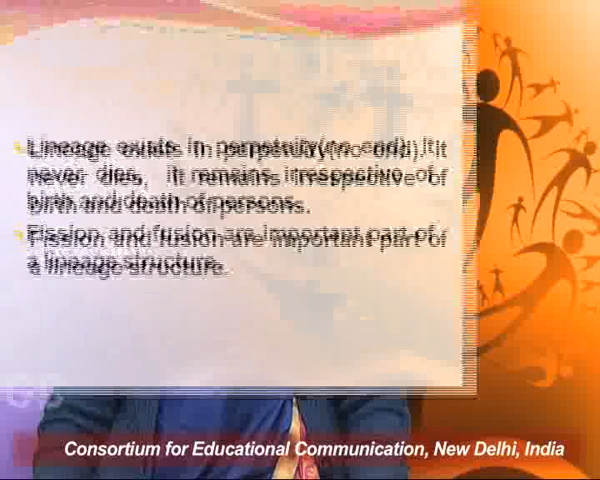 Lineage exists in perpetuity(no end). It
never dies, it remains irrespective of
birth and death of persons.
Fission and fusion are important part of
a lineage structure.
Consortium for Educational Communication, New Delhi, India